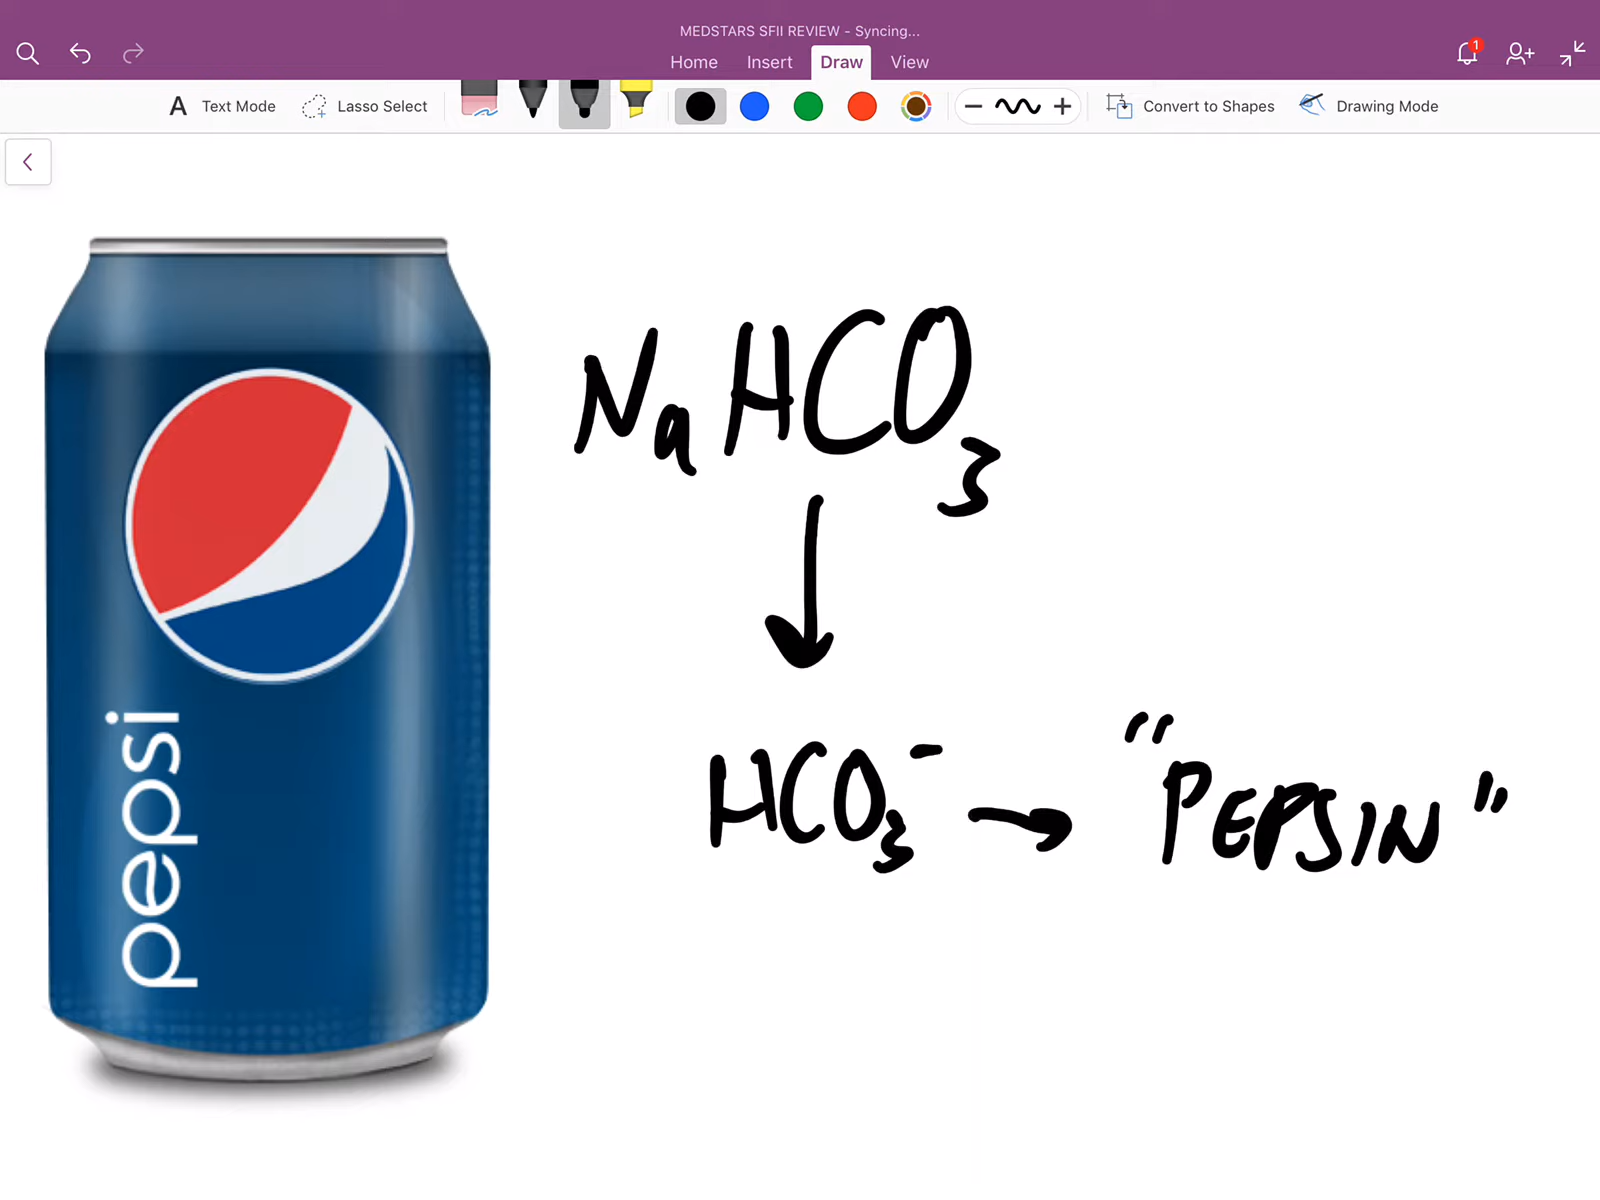 MEDSTARS SFII REVIEW - Syncing...
Home Insert Draw View
1
A Text Mode Lasso Select Convert to Shapes Drawing Mode
pepsi
NaHCO3
HCO3- → "PEPSIN"